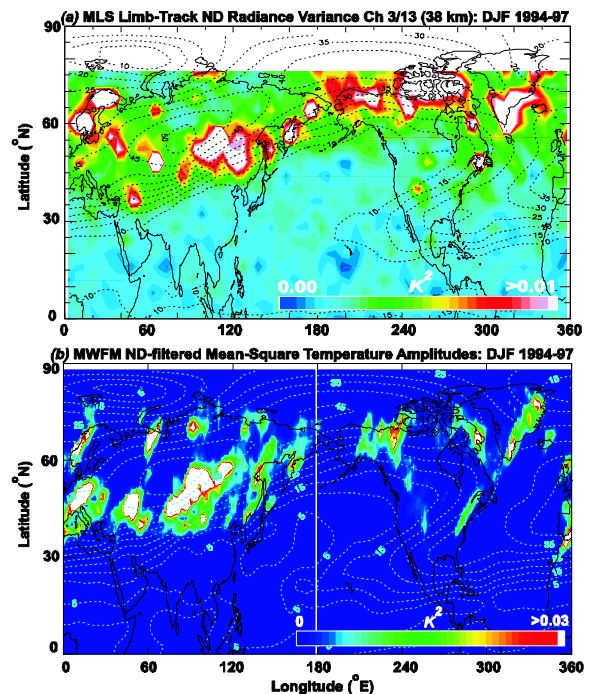 (a) MLS Limb-Track ND Radiance Variance Ch 3/13 (38 km): DJF 1994-97
90
60
30
0
Latitude (°N)
0.00 K² >0.01
0 60 120 180 240 300 360
(b) MWFM ND-filtered Mean-Square Temperature Amplitudes: DJF 1994-97
90
60
30
0
Latitude (°N)
0 K² >0.03
0 60 120 180 240 300 360
Longitude (°E)